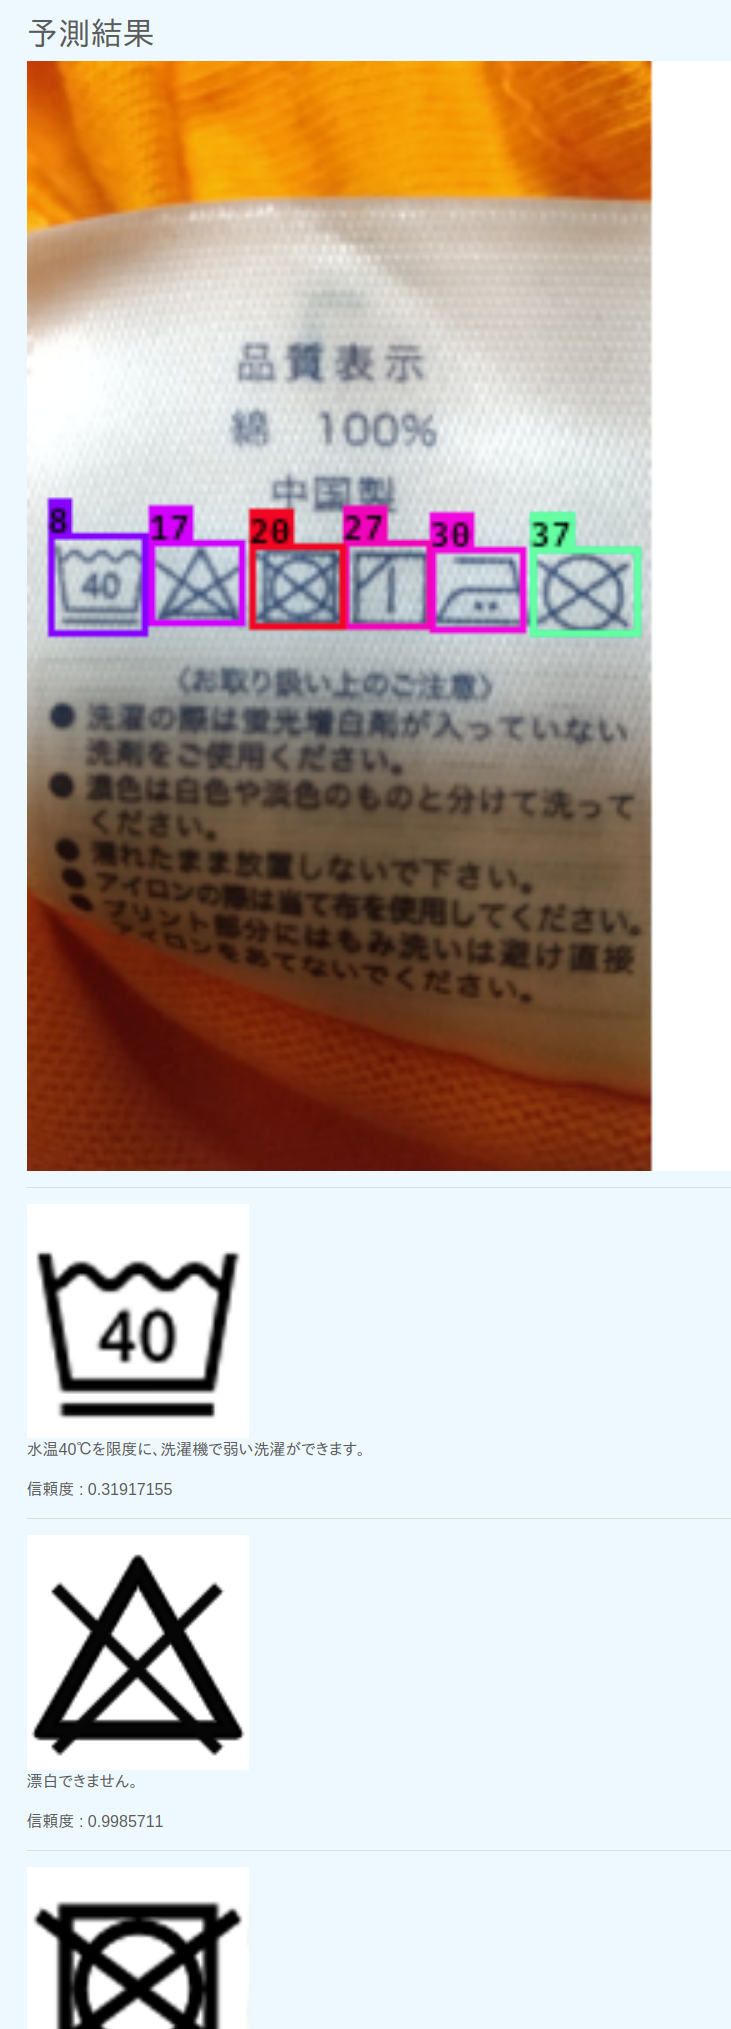 予測結果
品質表示
綿 100%
中国製
8 17 20 27 30 37
40
〈お取り扱い上のご注意〉
● 洗濯の際は蛍光増白剤が入っていない
洗剤をご使用ください。
● 濃色は白色や淡色のものと分けて洗って
ください。
● 濡れたまま放置しないで下さい。
● アイロンの際は当て布を使用してください。
● プリント部分にはもみ洗いは避け直接
アイロンをあてないでください。
40
水温40℃を限度に、洗濯機で弱い洗濯ができます。
信頼度 : 0.31917155
漂白できません。
信頼度 : 0.9985711